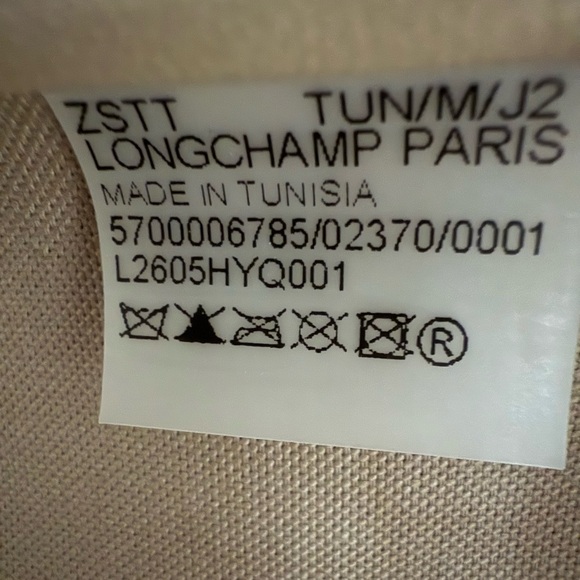 ZSTT TUN/M/J2
LONGCHAMP PARIS
MADE IN TUNISIA
5700006785/02370/0001
L2605HYQ001
®